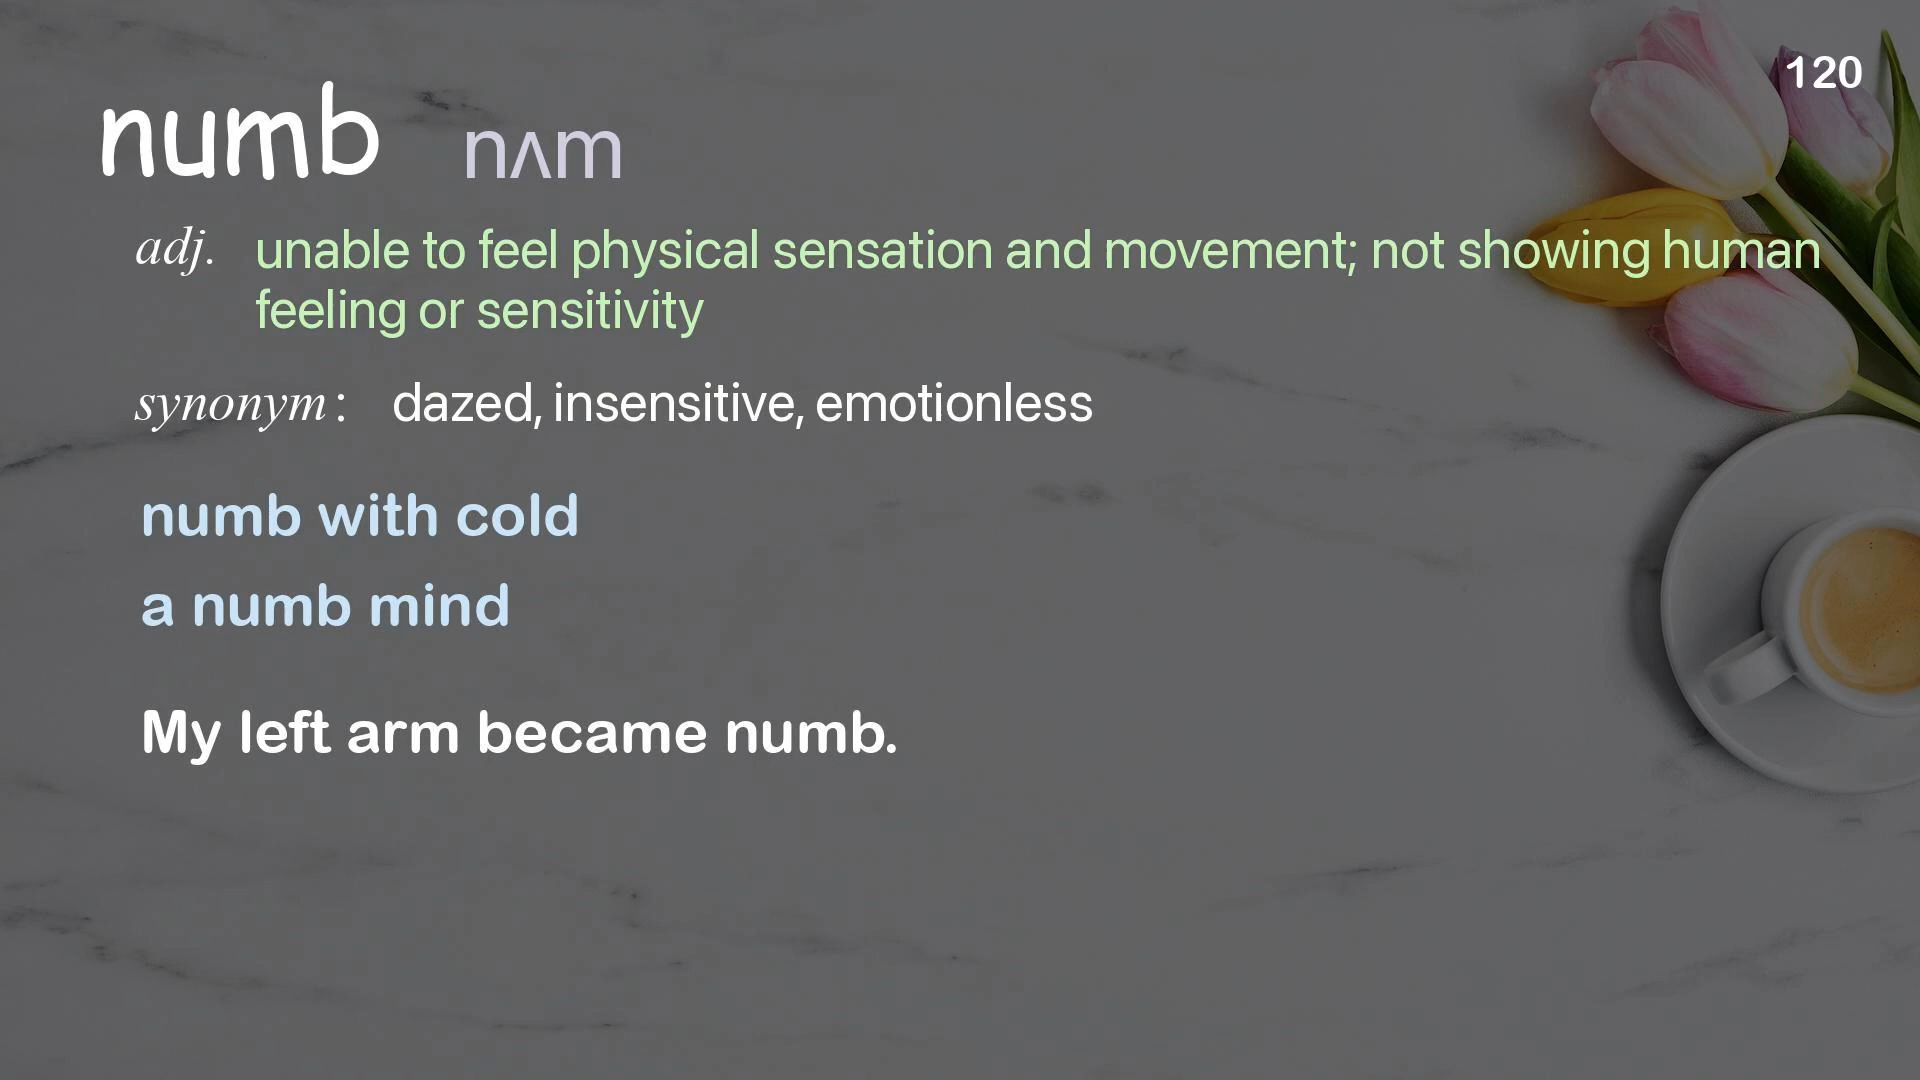 120
numb nʌm
adj. unable to feel physical sensation and movement; not showing human
feeling or sensitivity
synonym: dazed, insensitive, emotionless
numb with cold
a numb mind
My left arm became numb.